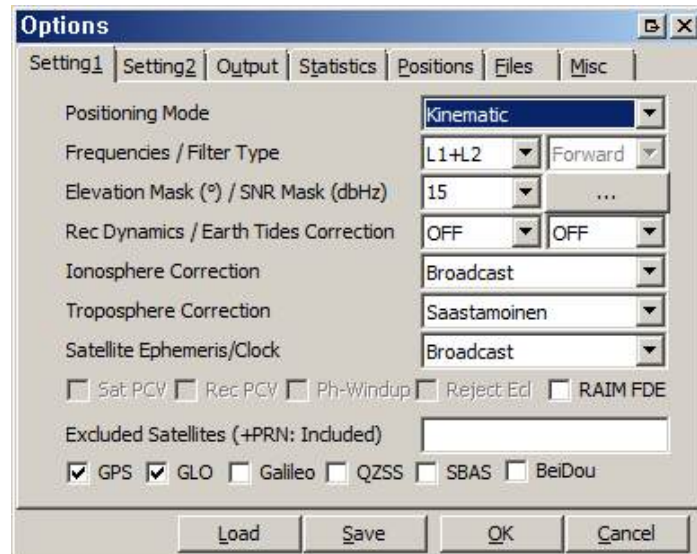 Options
Setting1 Setting2 Output Statistics Positions Files Misc
Positioning Mode Kinematic
Frequencies / Filter Type L1+L2 Forward
Elevation Mask (°) / SNR Mask (dbHz) 15 ...
Rec Dynamics / Earth Tides Correction OFF OFF
Ionosphere Correction Broadcast
Troposphere Correction Saastamoinen
Satellite Ephemeris/Clock Broadcast
Sat PCV Rec PCV Ph-Windup Reject Ecl RAIM FDE
Excluded Satellites (+PRN: Included)
GPS GLO Galileo QZSS SBAS BeiDou
Load Save OK Cancel